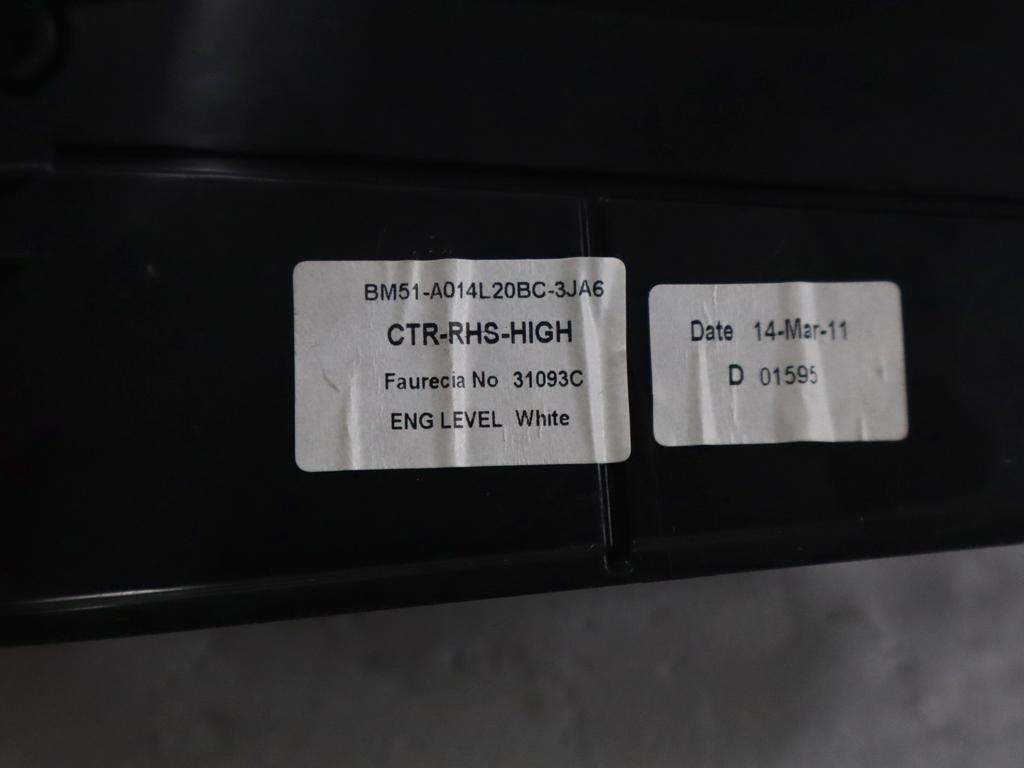 BM51-A014L20BC-3JA6
CTR-RHS-HIGH
Faurecia No 31093C
ENG LEVEL White
Date 14-Mar-11
D 01595